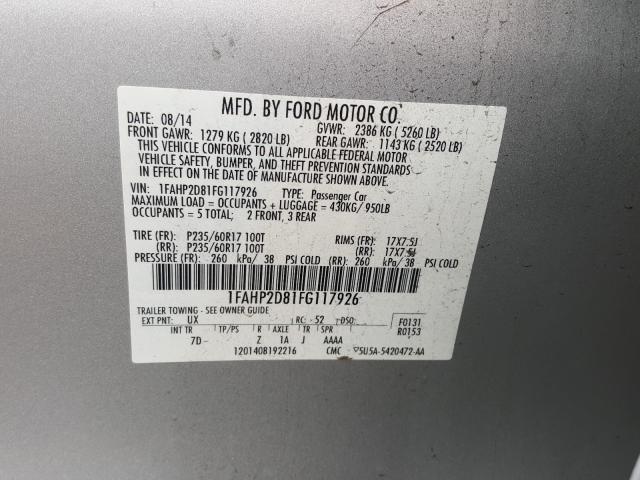 MFD. BY FORD MOTOR CO.
DATE: 08/14 GVWR: 2386 KG ( 5260 LB)
FRONT GAWR: 1279 KG ( 2820 LB) REAR GAWR: 1143 KG ( 2520 LB)
THIS VEHICLE CONFORMS TO ALL APPLICABLE FEDERAL MOTOR
VEHICLE SAFETY, BUMPER, AND THEFT PREVENTION STANDARDS
IN EFFECT ON THE DATE OF MANUFACTURE SHOWN ABOVE.
VIN: 1FAHP2D81FG117926 TYPE: Passenger Car
MAXIMUM LOAD = OCCUPANTS + LUGGAGE = 430KG/ 950LB
OCCUPANTS = 5 TOTAL; 2 FRONT, 3 REAR
TIRE (FR): P235/60R17 100T RIMS (FR): 17X7.5J
(RR): P235/60R17 100T (RR): 17X7.5J
PRESSURE (FR): 260 kPa/ 38 PSI COLD (RR): 260 kPa/ 38 PSI COLD
1FAHP2D81FG117926
TRAILER TOWING - SEE OWNER GUIDE
EXT PNT: UX RC: 52 DSO: F0131
INT TR TP/PS R AXLE TR SPR R0153
7D- Z 1A J AAAA
1201408192216 CMC 5U5A-5420472-AA